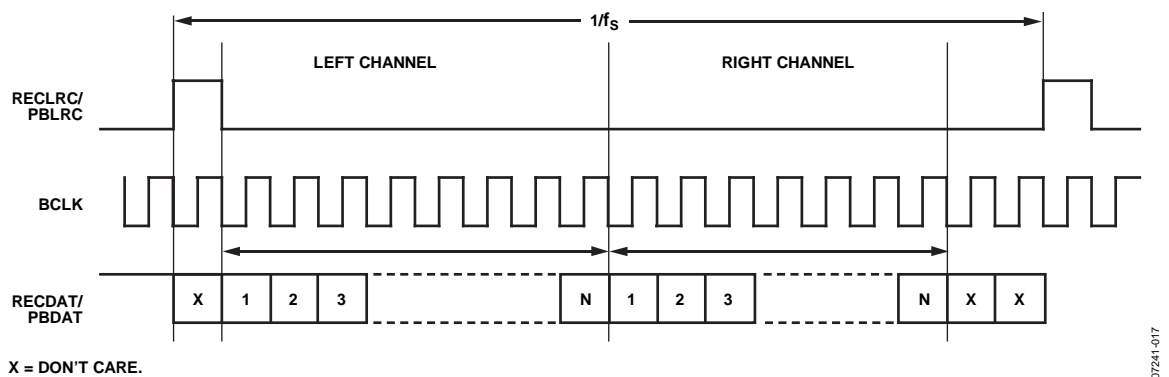 1/fS
LEFT CHANNEL
RIGHT CHANNEL
RECLRC/
PBLRC
BCLK
RECDAT/
PBDAT
X 1 2 3 N 1 2 3 N X X
X = DON'T CARE.
07241-017